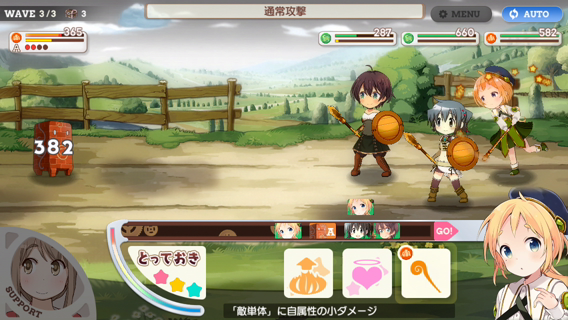 WAVE 3/3 3
通常攻撃
MENU
AUTO
365
A
287
660
582
382
A
GO!
とっておき
SUPPORT
「敵単体」に自属性の小ダメージ